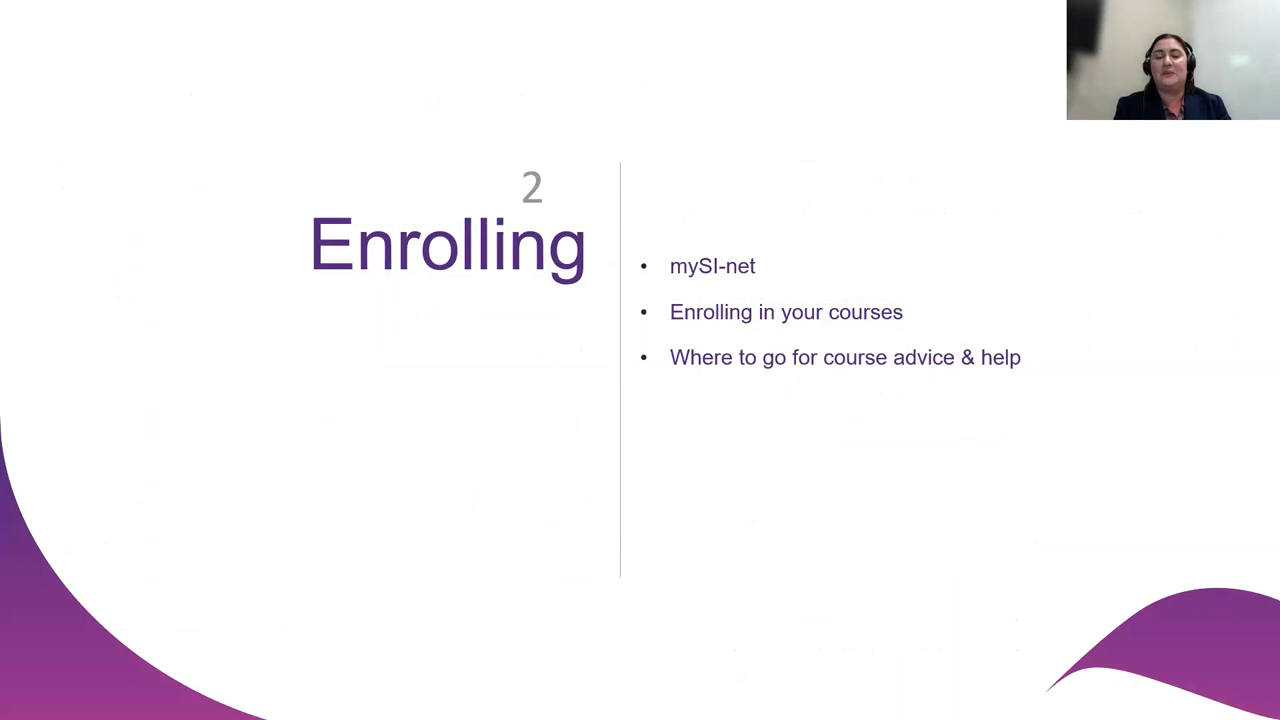 2
Enrolling
• mySI-net
• Enrolling in your courses
• Where to go for course advice & help